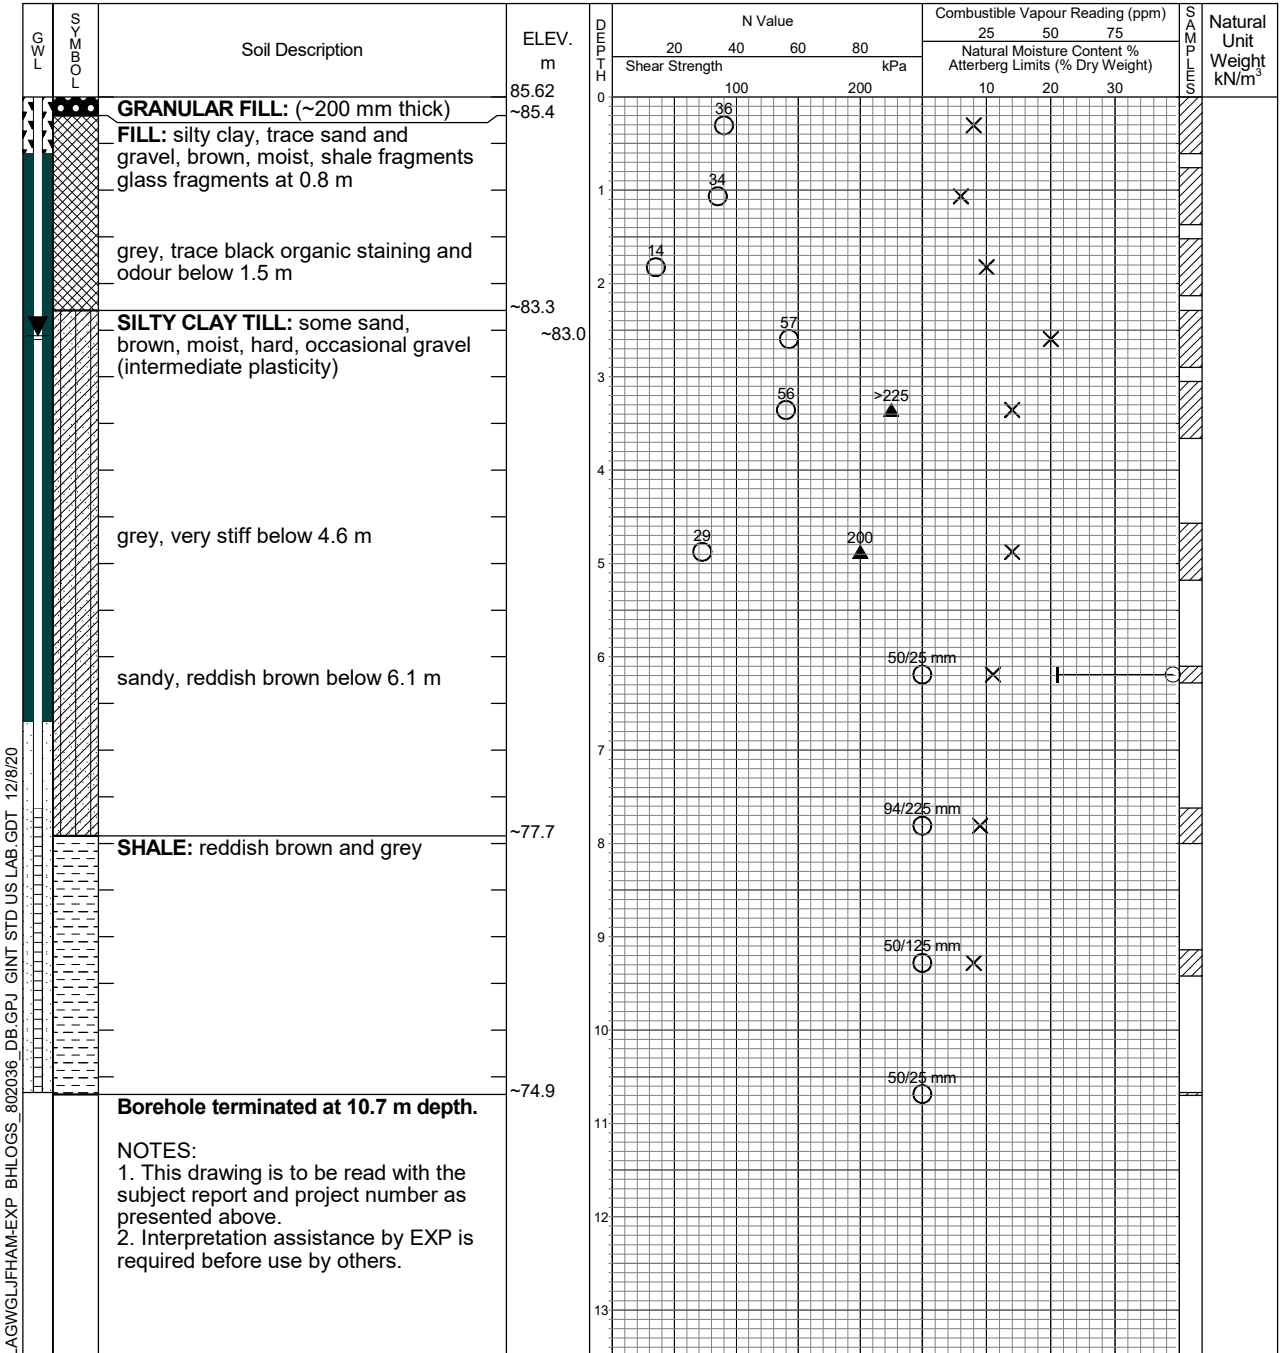 GWL
SYMBOL
Soil Description
ELEV.
m
DEPTH
N Value
20 40 60 80
Shear Strength kPa
100 200
Combustible Vapour Reading (ppm)
25 50 75
Natural Moisture Content %
Atterberg Limits (% Dry Weight)
10 20 30
SAMPLES
Natural
Unit
Weight
kN/m3
85.62
0
GRANULAR FILL: (~200 mm thick)
~85.4
36
FILL: silty clay, trace sand and
gravel, brown, moist, shale fragments
glass fragments at 0.8 m
34
1
grey, trace black organic staining and
odour below 1.5 m
14
2
~83.3
SILTY CLAY TILL: some sand,
brown, moist, hard, occasional gravel
(intermediate plasticity)
~83.0
57
3
56
>225
4
grey, very stiff below 4.6 m
29
200
5
6
50/25 mm
sandy, reddish brown below 6.1 m
7
94/225 mm
~77.7
SHALE: reddish brown and grey
8
9
50/125 mm
10
50/25 mm
~74.9
Borehole terminated at 10.7 m depth.
11
NOTES:
1. This drawing is to be read with the
subject report and project number as
presented above.
2. Interpretation assistance by EXP is
required before use by others.
12
13
AGWGLJFHAM-EXP BHLOGS_802036_DB.GPJ GINT STD US LAB.GDT 12/8/20